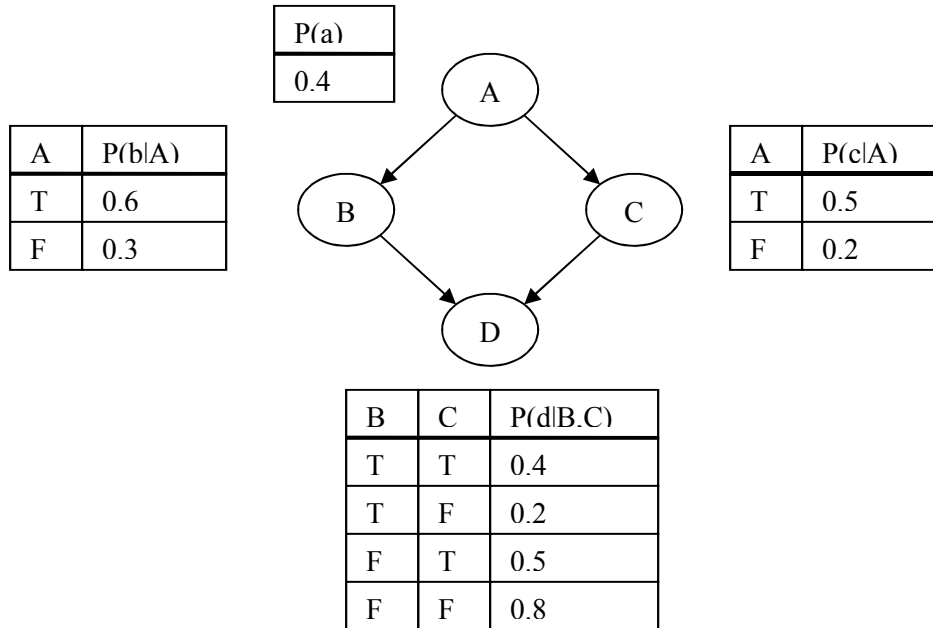 P(a)
0.4
A
A P(b|A)
T 0.6
F 0.3
B
C
A P(c|A)
T 0.5
F 0.2
D
B C P(d|B,C)
T T 0.4
T F 0.2
F T 0.5
F F 0.8